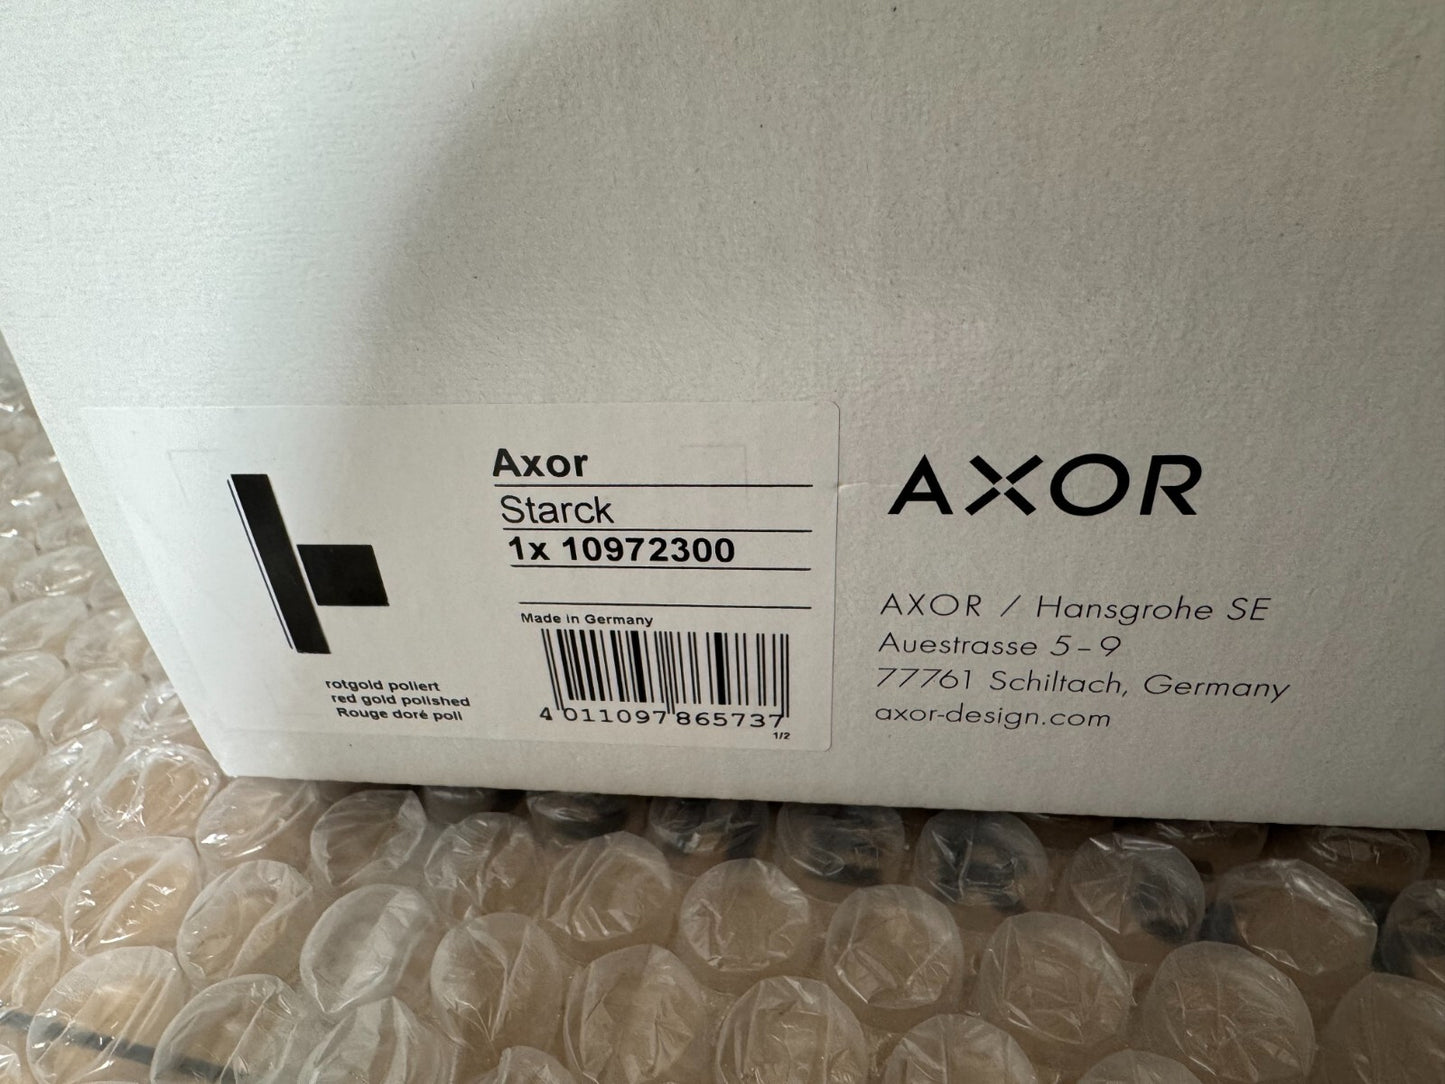 Axor
Starck
1x 10972300
Made in Germany
rotgold poliert
red gold polished
Rouge doré poli
4 011097 865737
1/2
AXOR
AXOR / Hansgrohe SE
Auestrasse 5–9
77761 Schiltach, Germany
axor-design.com